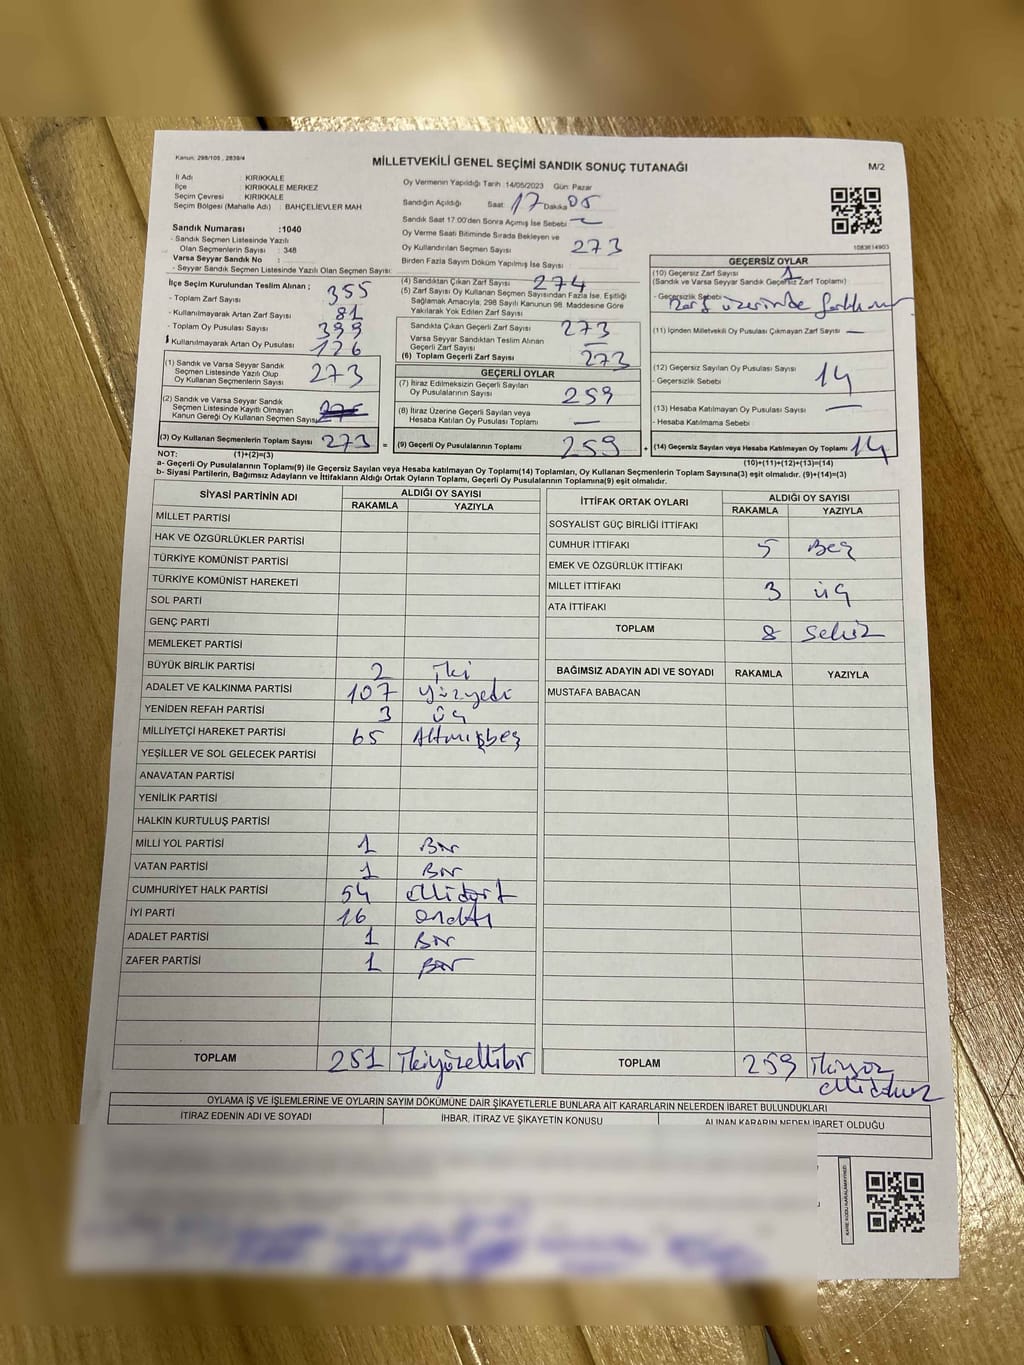 Kanun. 298/105 , 2839/4
MİLLETVEKİLİ GENEL SEÇİMİ SANDIK SONUÇ TUTANAĞI
M/2
İl Adı : KIRIKKALE
İlçe : KIRIKKALE MERKEZ
Seçim Çevresi : KIRIKKALE
Seçim Bölgesi (Mahalle Adı) : BAHÇELİEVLER MAH
Sandık Numarası :1040
- Sandık Seçmen Listesinde Yazılı
Olan Seçmenlerin Sayısı : 348
Varsa Seyyar Sandık No :
- Seyyar Sandık Seçmen Listesinde Yazılı Olan Seçmen Sayısı:
Oy Vermenin Yapıldığı Tarih :14/05/2023 Gün: Pazar
Sandığın Açıldığı Saat 17 Dakika 05
Sandık Saat 17.00'den Sonra Açımış İse Sebebi
Oy Verme Saati Bitiminde Sırada Bekleyen ve
Oy Kullandırılan Seçmen Sayısı 273
Birden Fazla Sayım Döküm Yapılmış İse Sayısı
1083614903
İlçe Seçim Kurulundan Teslim Alınan ;
- Toplam Zarf Sayısı 355
- Kullanılmayarak Artan Zarf Sayısı 81
- Toplam Oy Pusulası Sayısı 399
Kullanılmayarak Artan Oy Pusulası 126
(1) Sandık ve Varsa Seyyar Sandık
Seçmen Listesinde Yazılı Olup
Oy Kullanan Seçmenlerin Sayısı 273
(2) Sandık ve Varsa Seyyar Sandık
Seçmen Listesinde Kayıtlı Olmayan
Kanun Gereği Oy Kullanan Seçmen Sayısı
(3) Oy Kullanan Seçmenlerin Toplam Sayısı 273 =
(4) Sandıktan Çıkan Zarf Sayısı 274
(5) Zarf Sayısı Oy Kullanan Seçmen Sayısından Fazla İse, Eşitliği
Sağlamak Amacıyla, 298 Sayılı Kanunun 98. Maddesine Göre
Yakılarak Yok Edilen Zarf Sayısı
Sandıkta Çıkan Geçerli Zarf Sayısı 273
Varsa Seyyar Sandıktan Teslim Alınan
Geçerli Zarf Sayısı —
(6) Toplam Geçerli Zarf Sayısı 273
GEÇERLİ OYLAR
(7) İtiraz Edilmeksizin Geçerli Sayılan
Oy Pusulalarının Sayısı 259
(8) İtiraz Üzerine Geçerli Sayılan veya
Hesaba Katılan Oy Pusulası Sayısı —
(9) Geçerli Oy Pusulalarının Toplamı 259 +
GEÇERSİZ OYLAR
(10) Geçersiz Zarf Sayısı 1
(Sandık ve Varsa Seyyar Sandık Geçersiz Zarf Toplamı)
- Geçersizlik Sebebi Zarf üzerinde
(11) İçinden Milletvekili Oy Pusulası Çıkmayan Zarf Sayısı —
(12) Geçersiz Sayılan Oy Pusulası Sayısı 14
- Geçersizlik Sebebi
(13) Hesaba Katılmayan Oy Pusulası Sayısı —
- Hesaba Katılmama Sebebi
(14) Geçersiz Sayılan veya Hesaba Katılmayan Oy Toplamı 14
NOT: (1)+(2)=(3)
(10)+(11)+(12)+(13)=(14)
a- Geçerli Oy Pusulalarının Toplamı(9) ile Geçersiz Sayılan veya Hesaba katılmayan Oy Toplamı(14) Toplamları, Oy Kullanan Seçmenlerin Toplam Sayısına(3) eşit olmalıdır. (9)+(14)=(3)
b- Siyasi Partilerin, Bağımsız Adayların ve İttifakların Aldığı Ortak Oyların Toplamı, Geçerli Oy Pusulalarının Toplamına(9) eşit olmalıdır.
SİYASİ PARTİNİN ADI ALDIĞI OY SAYISI
RAKAMLA YAZIYLA
MİLLET PARTİSİ
HAK VE ÖZGÜRLÜKLER PARTİSİ
TÜRKİYE KOMÜNİST PARTİSİ
TÜRKİYE KOMÜNİST HAREKETİ
SOL PARTİ
GENÇ PARTİ
MEMLEKET PARTİSİ
BÜYÜK BİRLİK PARTİSİ 2 iki
ADALET VE KALKINMA PARTİSİ 107 yüzyedi
YENİDEN REFAH PARTİSİ 3 üç
MİLLİYETÇİ HAREKET PARTİSİ 65 Altmışbeş
YEŞİLLER VE SOL GELECEK PARTİSİ
ANAVATAN PARTİSİ
YENİLİK PARTİSİ
HALKIN KURTULUŞ PARTİSİ
MİLLİ YOL PARTİSİ 1 Bir
VATAN PARTİSİ 1 Bir
CUMHURİYET HALK PARTİSİ 54 ellidört
İYİ PARTİ 16 onaltı
ADALET PARTİSİ 1 Bir
ZAFER PARTİSİ 1 Bir
TOPLAM 251 ikiyüzellibir
İTTİFAK ORTAK OYLARI ALDIĞI OY SAYISI
RAKAMLA YAZIYLA
SOSYALİST GÜÇ BİRLİĞİ İTTİFAKI
CUMHUR İTTİFAKI 5 Beş
EMEK VE ÖZGÜRLÜK İTTİFAKI
MİLLET İTTİFAKI 3 üç
ATA İTTİFAKI
TOPLAM 8 sekiz
BAĞIMSIZ ADAYIN ADI VE SOYADI RAKAMLA YAZIYLA
MUSTAFA BABACAN
TOPLAM 259 ikiyüz
ellidokuz
OYLAMA İŞ VE İŞLEMLERİNE VE OYLARIN SAYIM DÖKÜMÜNE DAİR ŞİKAYETLERLE BUNLARA AİT KARARLARIN NELERDEN İBARET BULUNDUKLARI
İTİRAZ EDENİN ADI VE SOYADI İHBAR, İTİRAZ VE ŞİKAYETİN KONUSU ALINAN KARARIN NEDEN İBARET OLDUĞU
KARE KODU KARALAMAYINIZ!